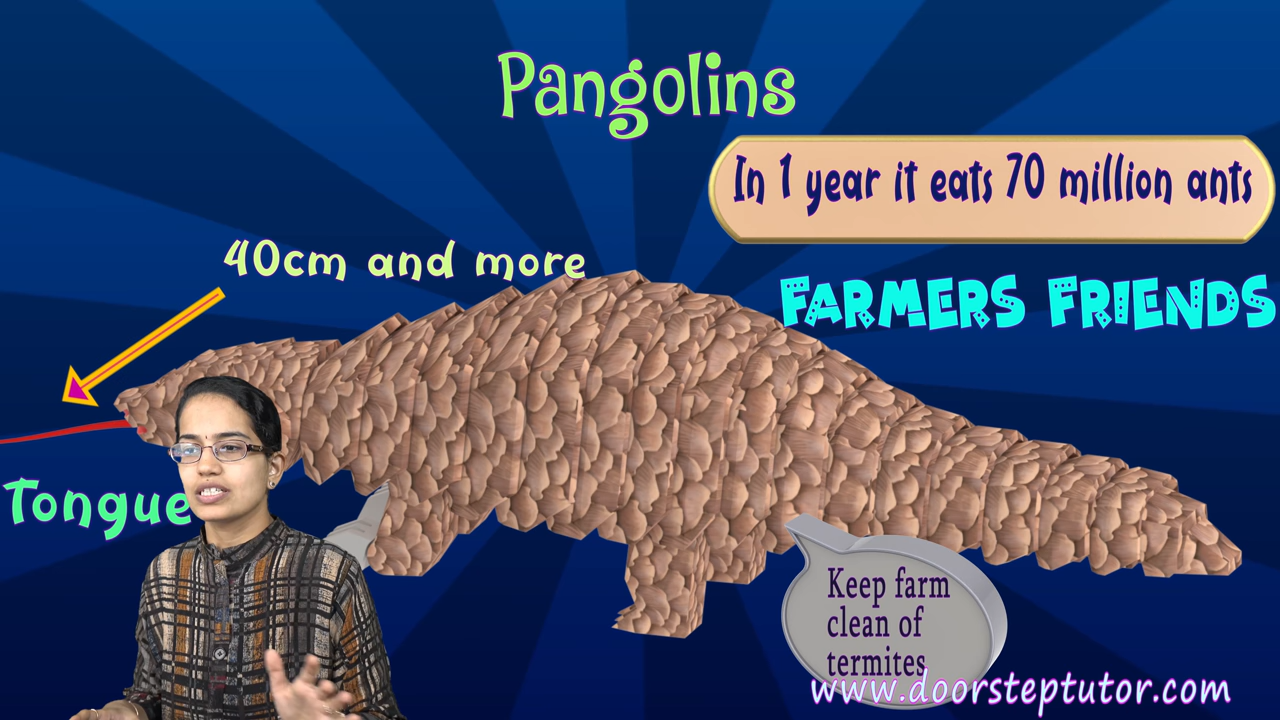 Pangolins
In 1 year it eats 70 million ants
40cm and more
FARMERS FRIENDS
Tongue
Keep farm
clean of
termites
www.doorsteptutor.com